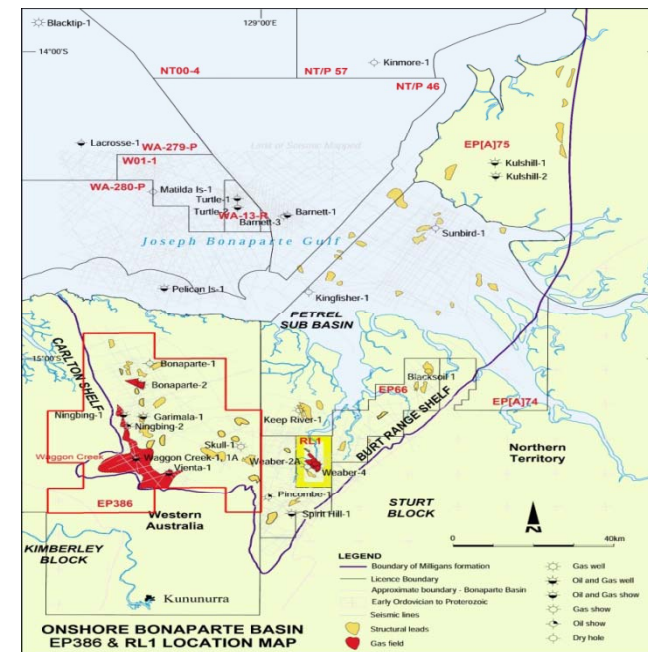 Blacktip-1
129°00'E
14°00'S
Kinmore-1
NT00-4
NT/P 57
NT/P 46
Lacrosse-1
WA-279-P
EP[A]75
W01-1
Kulshill-1
Kulshill-2
WA-280-P
Matilda Is-1
Turtle-1
Turtle-2
WA-13-R
Barnett-1
Barnett-3
Sunbird-1
Joseph Bonaparte Gulf
Pelican Is-1
Kingfisher-1
PETREL
SUB BASIN
15°00'S
CARLTON SHELF
Bonaparte-1
Bonaparte-2
Blacksoil 1
EP66
EP[A]74
Ningbing-1
Garimala-1
Ningbing-2
Keep River-1
BURT RANGE SHELF
Skull-1
RL1
Northern
Territory
Waggon Creek
Waggon Creek-1, 1A
Weaber-2A
Vienta-1
Weaber-4
Pincombe-1
STURT
BLOCK
EP386
Western
Australia
Spirit Hill-1
KIMBERLEY
BLOCK
N
0
40km
Kununurra
LEGEND
Boundary of Milligans formation
Licence Boundary
Approximate boundary - Bonaparte Basin
Early Ordovician to Proterozoic
Seismic lines
Structural leads
Gas field
Gas well
Oil and Gas well
Oil and Gas show
Gas show
Oil show
Dry hole
ONSHORE BONAPARTE BASIN
EP386 & RL1 LOCATION MAP